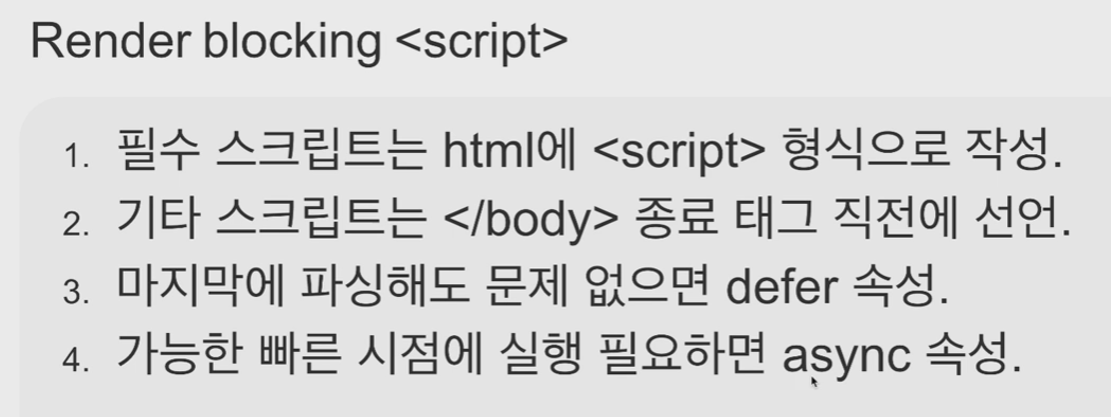 Render blocking <script>
1. 필수 스크립트는 html에 <script> 형식으로 작성.
2. 기타 스크립트는 </body> 종료 태그 직전에 선언.
3. 마지막에 파싱해도 문제 없으면 defer 속성.
4. 가능한 빠른 시점에 실행 필요하면 async 속성.